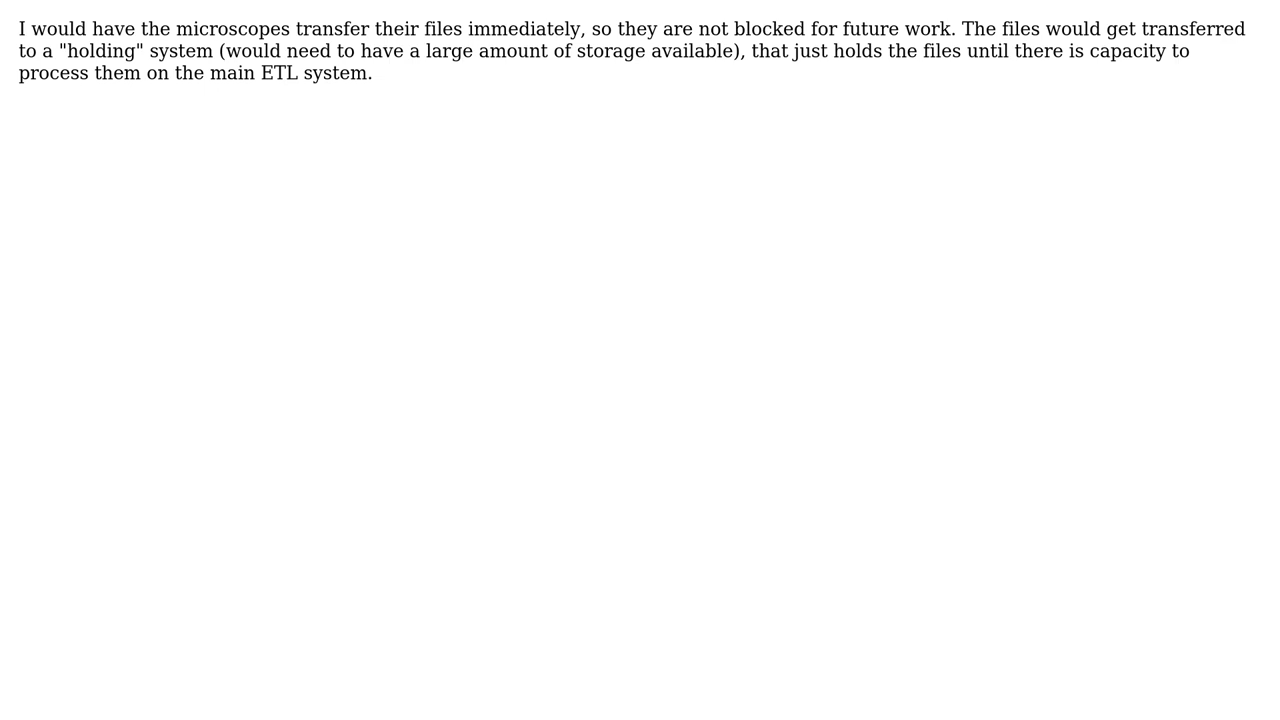 I would have the microscopes transfer their files immediately, so they are not blocked for future work. The files would get transferred
to a "holding" system (would need to have a large amount of storage available), that just holds the files until there is capacity to
process them on the main ETL system.